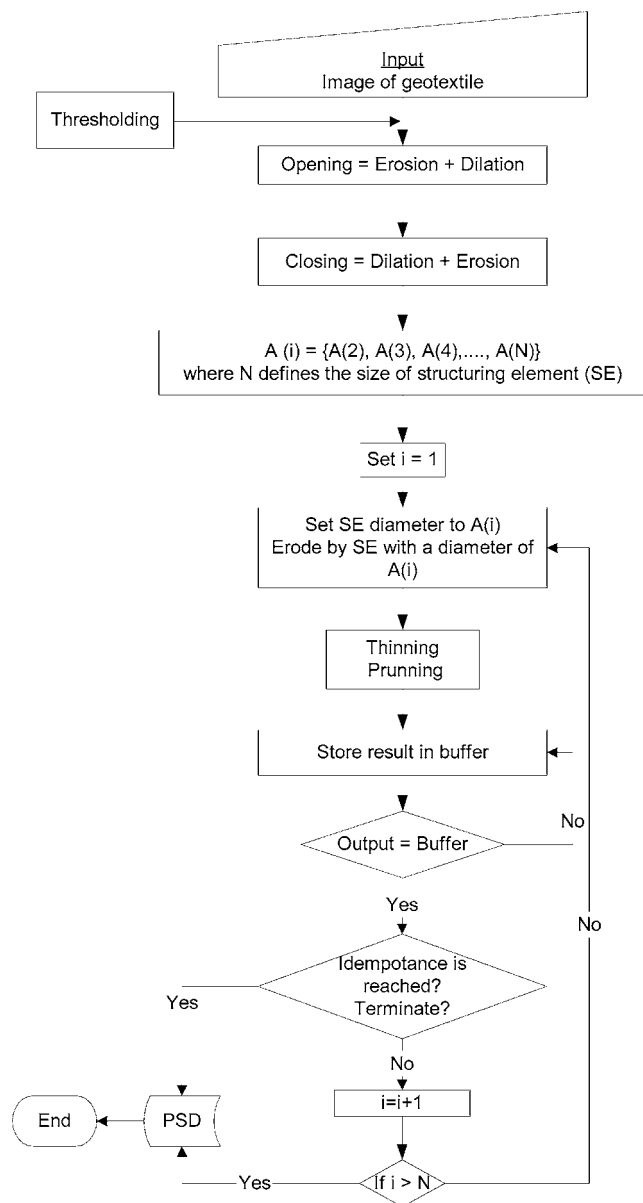 Input
Image of geotextile
Thresholding
Opening = Erosion + Dilation
Closing = Dilation + Erosion
A (i) = {A(2), A(3), A(4),...., A(N)}
where N defines the size of structuring element (SE)
Set i = 1
Set SE diameter to A(i)
Erode by SE with a diameter of
A(i)
Thinning
Prunning
Store result in buffer
Output = Buffer
No
Yes
No
Idempotance is
reached?
Terminate?
Yes
No
i=i+1
End
PSD
Yes
If i > N